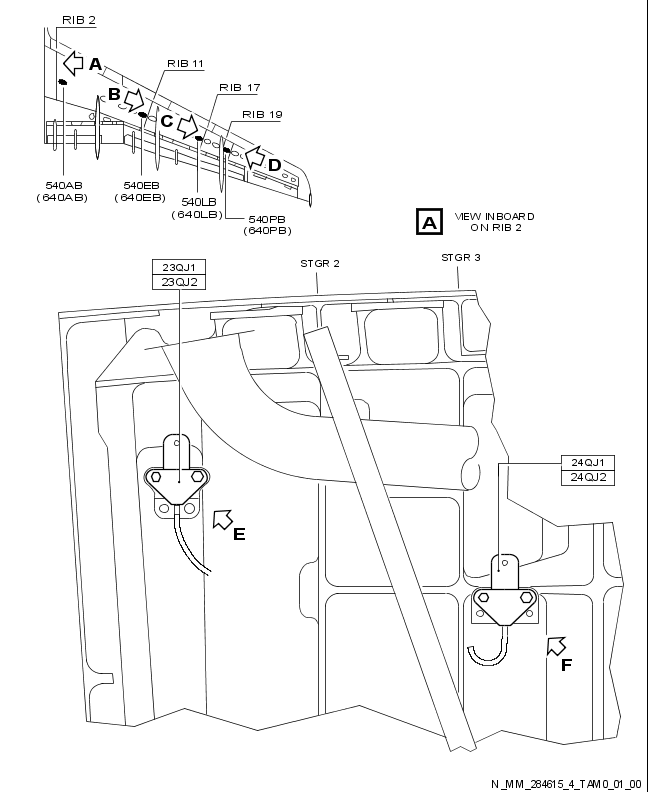 RIB 2
A
RIB 11
B
RIB 17
C
RIB 19
D
540AB
(640AB)
540EB
(640EB)
540LB
(640LB)
540PB
(640PB)
A
VIEW INBOARD
ON RIB 2
STGR 3
STGR 2
23QJ1
23QJ2
24QJ1
24QJ2
E
F
N_MM_284615_4_TAM0_01_00